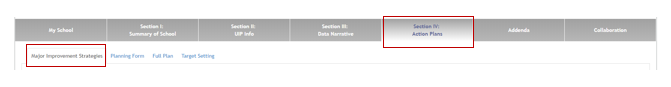 My School
Section I:
Summary of School
Section II:
UIP Info
Section III:
Data Narrative
Section IV:
Action Plans
Addenda
Collaboration
Major Improvement Strategies Planning Form Full Plan Target Setting